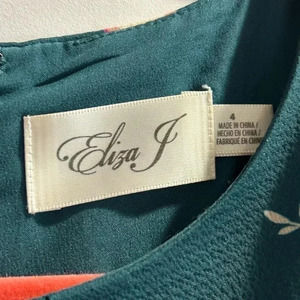 Eliza J
4
MADE IN CHINA /
HECHO EN CHINA /
FABRIQUÉ EN CHINE